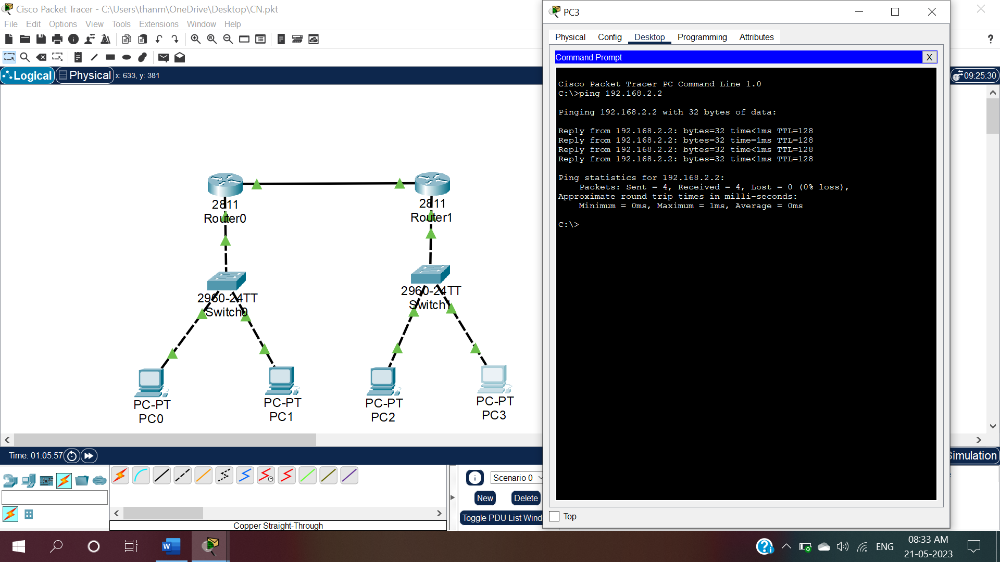 Cisco Packet Tracer - C:\Users\thanm\OneDrive\Desktop\CN.pkt
File Edit Options View Tools Extensions Window Help
Logical Physical x: 633, y: 381
09:25:30
2811
Router0
2811
Router1
2960-24TT
Switch0
2960-24TT
Switch1
PC-PT
PC0
PC-PT
PC1
PC-PT
PC2
PC-PT
PC3
Time: 01:05:57
Simulation
Scenario 0
New Delete
Toggle PDU List Wind
Copper Straight-Through
PC3
Physical Config Desktop Programming Attributes
Command Prompt X
Cisco Packet Tracer PC Command Line 1.0
C:\>ping 192.168.2.2
Pinging 192.168.2.2 with 32 bytes of data:
Reply from 192.168.2.2: bytes=32 time<1ms TTL=128
Reply from 192.168.2.2: bytes=32 time=1ms TTL=128
Reply from 192.168.2.2: bytes=32 time<1ms TTL=128
Reply from 192.168.2.2: bytes=32 time<1ms TTL=128
Ping statistics for 192.168.2.2:
Packets: Sent = 4, Received = 4, Lost = 0 (0% loss),
Approximate round trip times in milli-seconds:
Minimum = 0ms, Maximum = 1ms, Average = 0ms
C:\>
Top
ENG
08:33 AM
21-05-2023